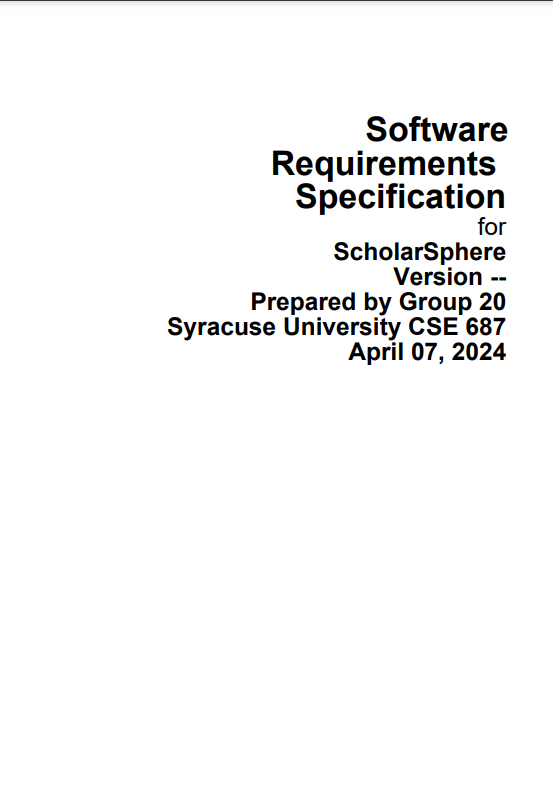 Software
Requirements
Specification
for
ScholarSphere
Version --
Prepared by Group 20
Syracuse University CSE 687
April 07, 2024